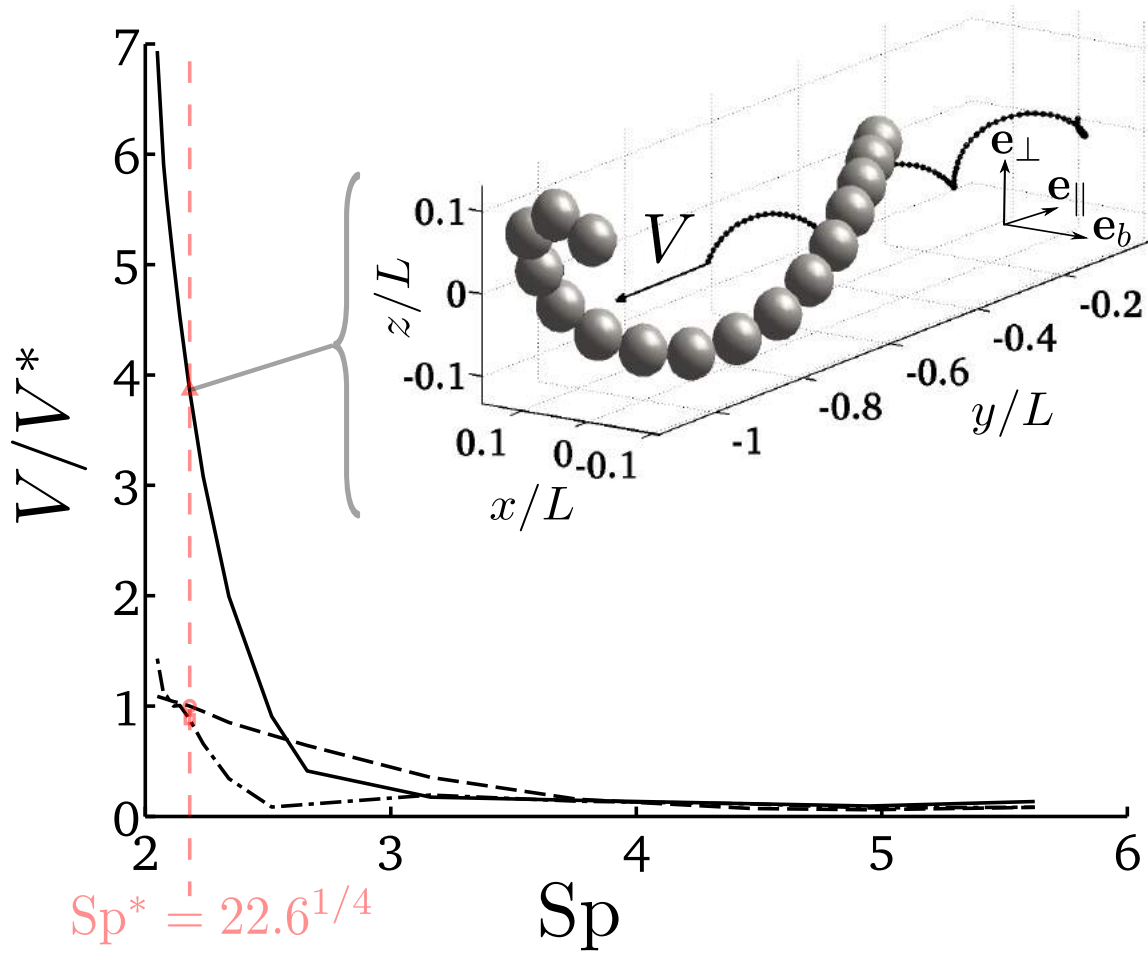 7
6
5
4
3
2
1
0
V/V*
2
3
4
5
6
Sp
Sp* = 22.6^{1/4}
0.1
0
-0.1
z/L
0.1
0
-0.1
x/L
-1
-0.8
-0.6
-0.4
-0.2
y/L
V
e⊥
e∥
e_b